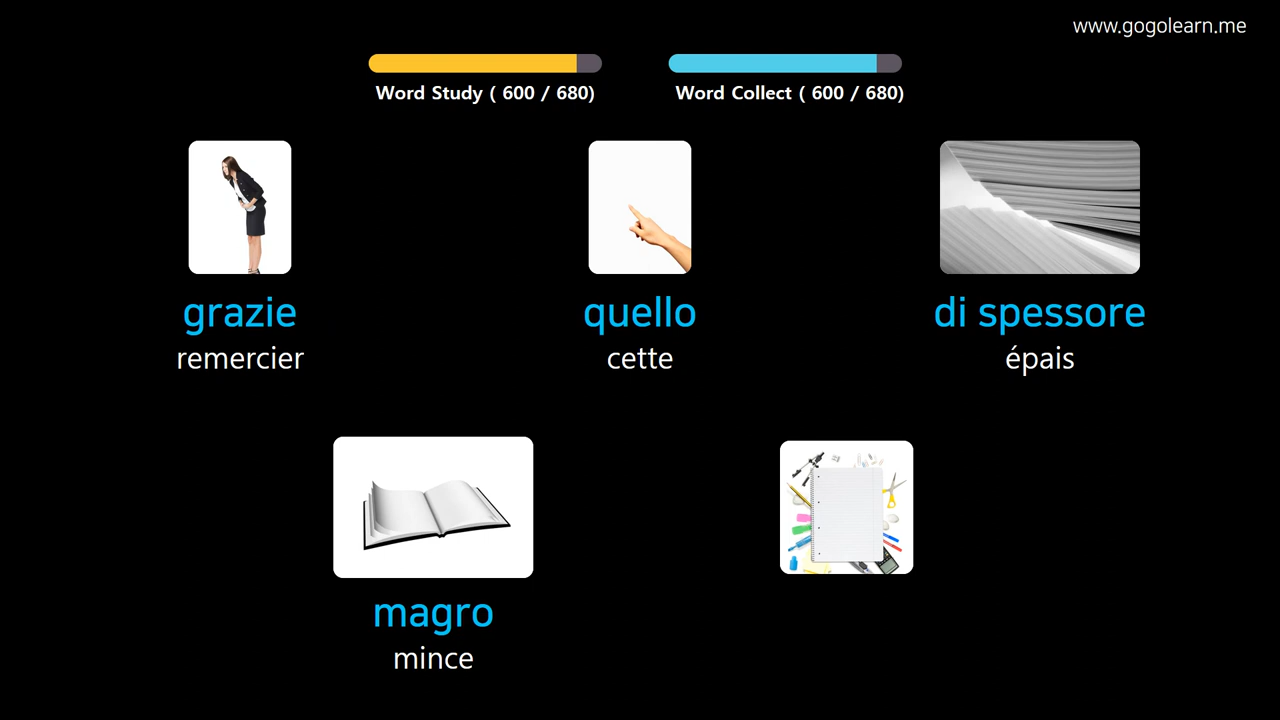 www.gogolearn.me
Word Study ( 600 / 680)
Word Collect ( 600 / 680)
grazie
remercier
quello
cette
di spessore
épais
magro
mince